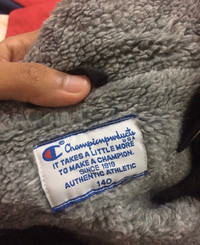 Championproducts
U.S.A
IT TAKES A LITTLE MORE
TO MAKE A CHAMPION.
SINCE 1919
AUTHENTIC ATHLETIC
140